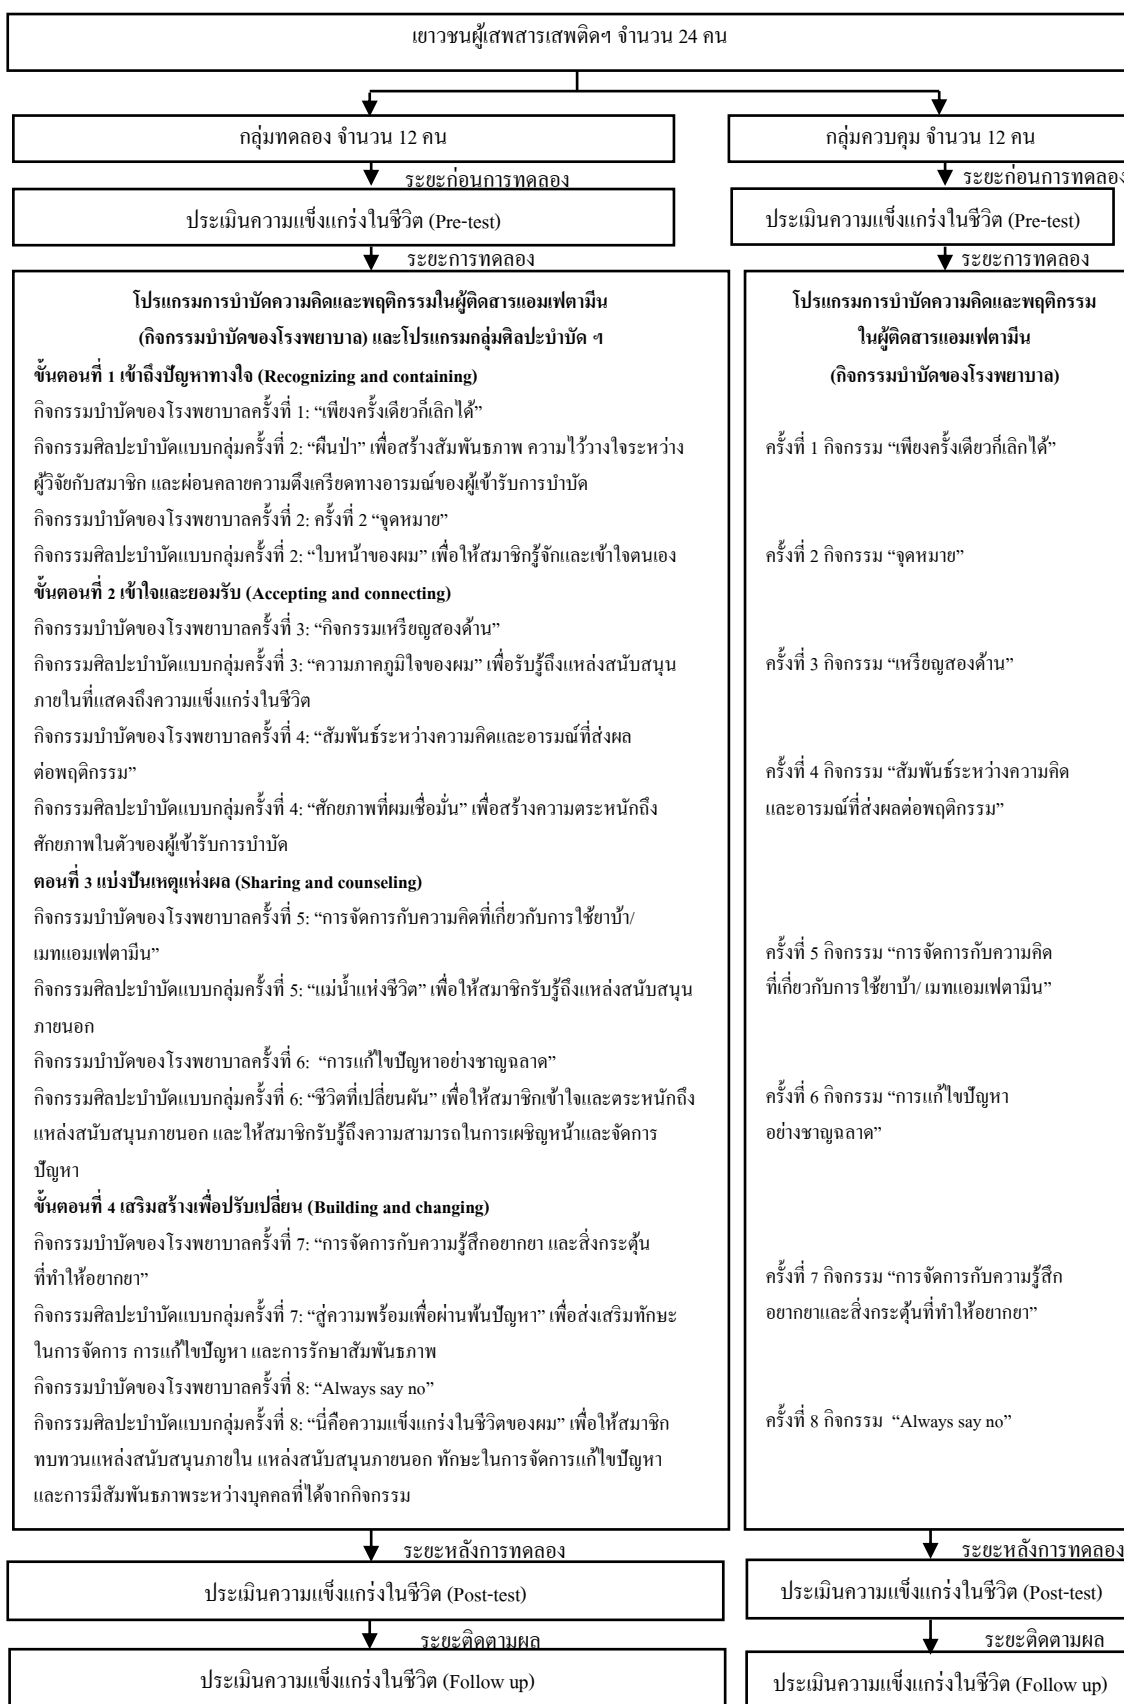 เยาวชนผู้เสพสารเสพติดฯ จำนวน 24 คน
กลุ่มทดลอง จำนวน 12 คน
กลุ่มควบคุม จำนวน 12 คน
ระยะก่อนการทดลอง
ระยะก่อนการทดลอง
ประเมินความแข็งแกร่งในชีวิต (Pre-test)
ประเมินความแข็งแกร่งในชีวิต (Pre-test)
ระยะการทดลอง
ระยะการทดลอง
โปรแกรมการบำบัดความคิดและพฤติกรรมในผู้ติดสารแอมเฟตามีน
(กิจกรรมบำบัดของโรงพยาบาล) และโปรแกรมกลุ่มศิลปะบำบัด ฯ
ขั้นตอนที่ 1 เข้าถึงปัญหาทางใจ (Recognizing and containing)
กิจกรรมบำบัดของโรงพยาบาลครั้งที่ 1: “เพียงครั้งเดียวก็เลิกได้”
กิจกรรมศิลปะบำบัดแบบกลุ่มครั้งที่ 2: “ผืนป่า” เพื่อสร้างสัมพันธภาพ ความไว้วางใจระหว่าง
ผู้วิจัยกับสมาชิก และผ่อนคลายความตึงเครียดทางอารมณ์ของผู้เข้ารับการบำบัด
กิจกรรมบำบัดของโรงพยาบาลครั้งที่ 2: ครั้งที่ 2 “จุดหมาย”
กิจกรรมศิลปะบำบัดแบบกลุ่มครั้งที่ 2: “ใบหน้าของผม” เพื่อให้สมาชิกรู้จักและเข้าใจตนเอง
ขั้นตอนที่ 2 เข้าใจและยอมรับ (Accepting and connecting)
กิจกรรมบำบัดของโรงพยาบาลครั้งที่ 3: “กิจกรรมเหรียญสองด้าน”
กิจกรรมศิลปะบำบัดแบบกลุ่มครั้งที่ 3: “ความภาคภูมิใจของผม” เพื่อรับรู้ถึงแหล่งสนับสนุน
ภายในที่แสดงถึงความแข็งแกร่งในชีวิต
กิจกรรมบำบัดของโรงพยาบาลครั้งที่ 4: “สัมพันธ์ระหว่างความคิดและอารมณ์ที่ส่งผล
ต่อพฤติกรรม”
กิจกรรมศิลปะบำบัดแบบกลุ่มครั้งที่ 4: “ศักยภาพที่ผมเชื่อมั่น” เพื่อสร้างความตระหนักถึง
ศักยภาพในตัวของผู้เข้ารับการบำบัด
ตอนที่ 3 แบ่งปันเหตุแห่งผล (Sharing and counseling)
กิจกรรมบำบัดของโรงพยาบาลครั้งที่ 5: “การจัดการกับความคิดที่เกี่ยวกับการใช้ยาบ้า/
เมทแอมเฟตามีน”
กิจกรรมศิลปะบำบัดแบบกลุ่มครั้งที่ 5: “แม่น้ำแห่งชีวิต” เพื่อให้สมาชิกรับรู้ถึงแหล่งสนับสนุน
ภายนอก
กิจกรรมบำบัดของโรงพยาบาลครั้งที่ 6: “การแก้ไขปัญหาอย่างชาญฉลาด”
กิจกรรมศิลปะบำบัดแบบกลุ่มครั้งที่ 6: “ชีวิตที่เปลี่ยนผัน” เพื่อให้สมาชิกเข้าใจและตระหนักถึง
แหล่งสนับสนุนภายนอก และให้สมาชิกรับรู้ถึงความสามารถในการเผชิญหน้าและจัดการ
ปัญหา
ขั้นตอนที่ 4 เสริมสร้างเพื่อปรับเปลี่ยน (Building and changing)
กิจกรรมบำบัดของโรงพยาบาลครั้งที่ 7: “การจัดการกับความรู้สึกอยากยา และสิ่งกระตุ้น
ที่ทำให้อยากยา”
กิจกรรมศิลปะบำบัดแบบกลุ่มครั้งที่ 7: “สู่ความพร้อมเพื่อผ่านพ้นปัญหา” เพื่อส่งเสริมทักษะ
ในการจัดการ การแก้ไขปัญหา และการรักษาสัมพันธภาพ
กิจกรรมบำบัดของโรงพยาบาลครั้งที่ 8: “Always say no”
กิจกรรมศิลปะบำบัดแบบกลุ่มครั้งที่ 8: “นี่คือความแข็งแกร่งในชีวิตของผม” เพื่อให้สมาชิก
ทบทวนแหล่งสนับสนุนภายใน แหล่งสนับสนุนภายนอก ทักษะในการจัดการแก้ไขปัญหา
และการมีสัมพันธภาพระหว่างบุคคลที่ได้จากกิจกรรม
โปรแกรมการบำบัดความคิดและพฤติกรรม
ในผู้ติดสารแอมเฟตามีน
(กิจกรรมบำบัดของโรงพยาบาล)
ครั้งที่ 1 กิจกรรม “เพียงครั้งเดียวก็เลิกได้”
ครั้งที่ 2 กิจกรรม “จุดหมาย”
ครั้งที่ 3 กิจกรรม “เหรียญสองด้าน”
ครั้งที่ 4 กิจกรรม “สัมพันธ์ระหว่างความคิด
และอารมณ์ที่ส่งผลต่อพฤติกรรม”
ครั้งที่ 5 กิจกรรม “การจัดการกับความคิด
ที่เกี่ยวกับการใช้ยาบ้า/ เมทแอมเฟตามีน”
ครั้งที่ 6 กิจกรรม “การแก้ไขปัญหา
อย่างชาญฉลาด”
ครั้งที่ 7 กิจกรรม “การจัดการกับความรู้สึก
อยากยาและสิ่งกระตุ้นที่ทำให้อยากยา”
ครั้งที่ 8 กิจกรรม “Always say no”
ระยะหลังการทดลอง
ระยะหลังการทดลอง
ประเมินความแข็งแกร่งในชีวิต (Post-test)
ประเมินความแข็งแกร่งในชีวิต (Post-test)
ระยะติดตามผล
ระยะติดตามผล
ประเมินความแข็งแกร่งในชีวิต (Follow up)
ประเมินความแข็งแกร่งในชีวิต (Follow up)